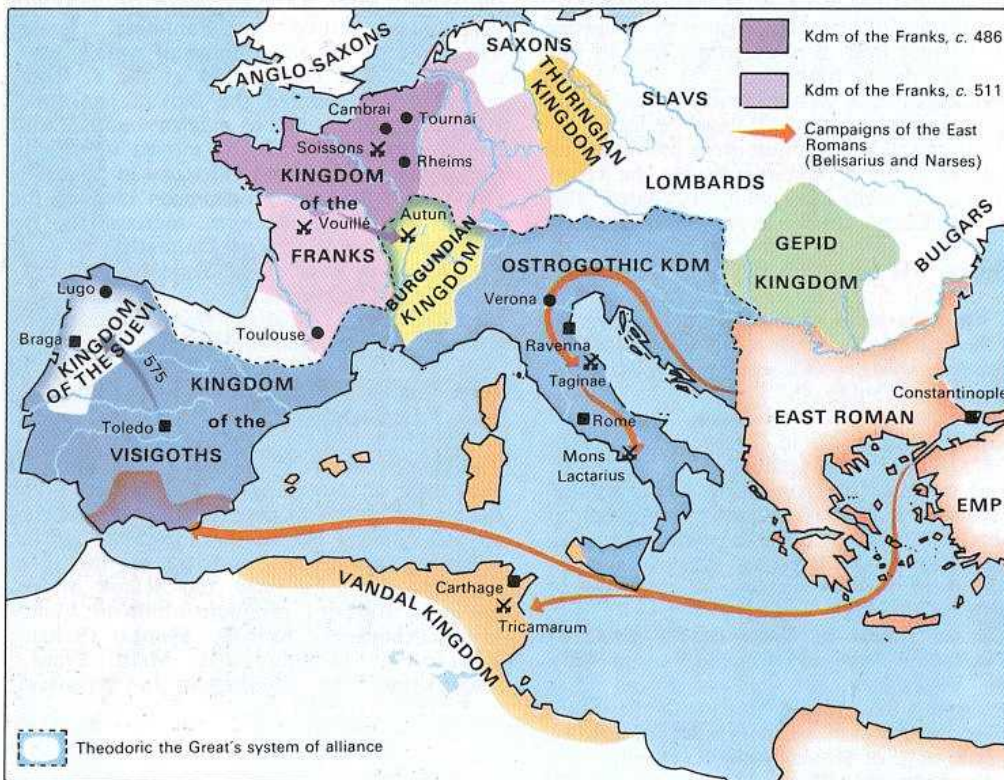 Kdm of the Franks, c. 486
Kdm of the Franks, c. 511
Campaigns of the East
Romans
(Belisarius and Narses)
ANGLO-SAXONS
SAXONS
THURINGIAN
KINGDOM
SLAVS
LOMBARDS
BULGARS
GEPID
KINGDOM
Cambrai
Tournai
Soissons
Rheims
KINGDOM
of the
FRANKS
Vouillé
Autun
BURGUNDIAN
KINGDOM
OSTROGOTHIC KDM
Verona
Ravenna
Taginae
Rome
Mons
Lactarius
Toulouse
Lugo
Braga
KINGDOM
OF THE SUEVI
575
KINGDOM
of the
VISIGOTHS
Toledo
Constantinople
EAST ROMAN
EMP
VANDAL KINGDOM
Carthage
Tricamarum
Theodoric the Great's system of alliance